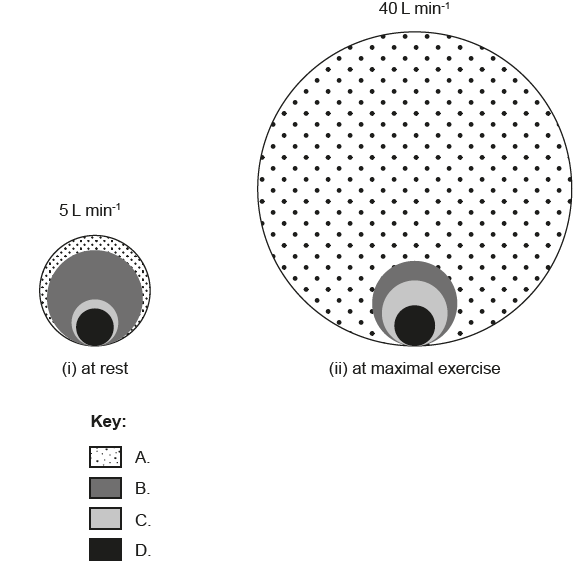 40 L min⁻¹
5 L min⁻¹
(i) at rest
(ii) at maximal exercise
Key:
A.
B.
C.
D.